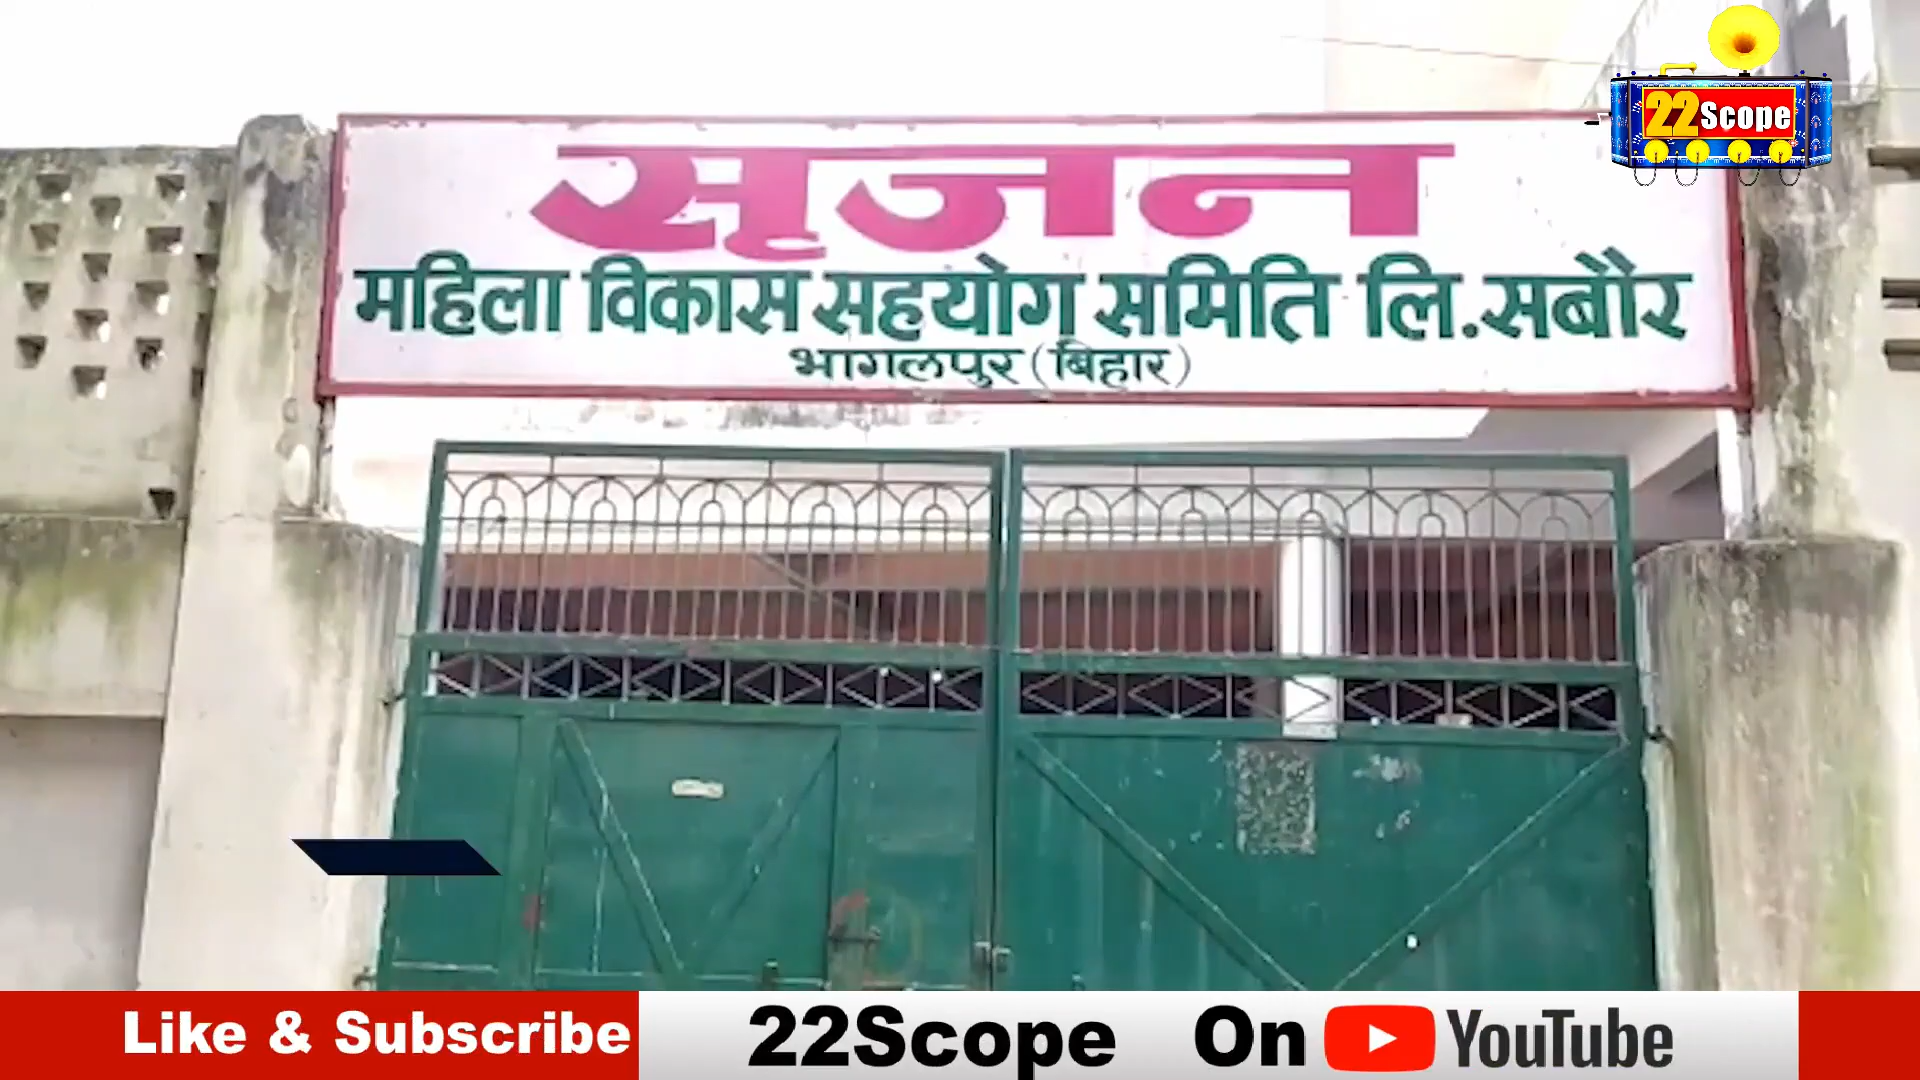 22Scope
सृजन
महिला विकास सहयोग समिति लि.सबौर
भागलपुर (बिहार)
Like & Subscribe 22Scope On YouTube